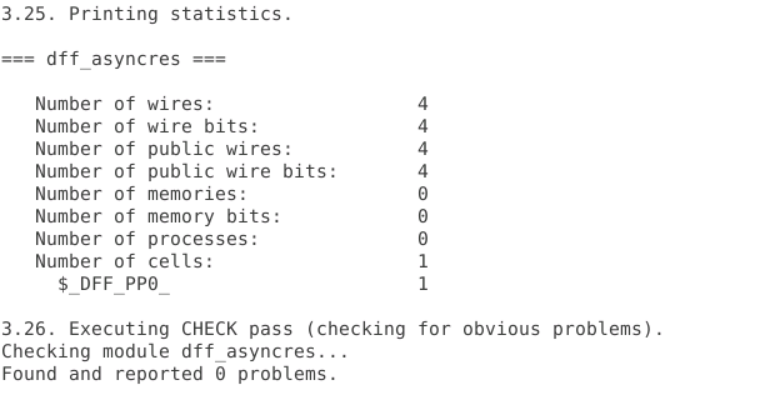 3.25. Printing statistics.

=== dff_asyncres ===

   Number of wires:                  4
   Number of wire bits:              4
   Number of public wires:           4
   Number of public wire bits:       4
   Number of memories:               0
   Number of memory bits:            0
   Number of processes:              0
   Number of cells:                  1
     $_DFF_PP0_                      1

3.26. Executing CHECK pass (checking for obvious problems).
Checking module dff_asyncres...
Found and reported 0 problems.